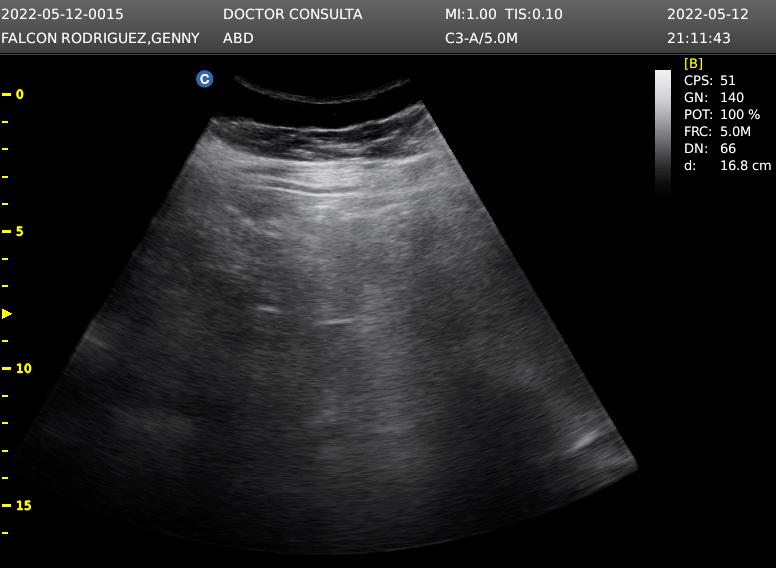 2022-05-12-0015 DOCTOR CONSULTA MI:1.00 TIS:0.10 2022-05-12
FALCON RODRIGUEZ,GENNY ABD C3-A/5.0M 21:11:43
[B]
CPS: 51
GN: 140
POT: 100 %
FRC: 5.0M
DN: 66
d: 16.8 cm
C
0
5
10
15